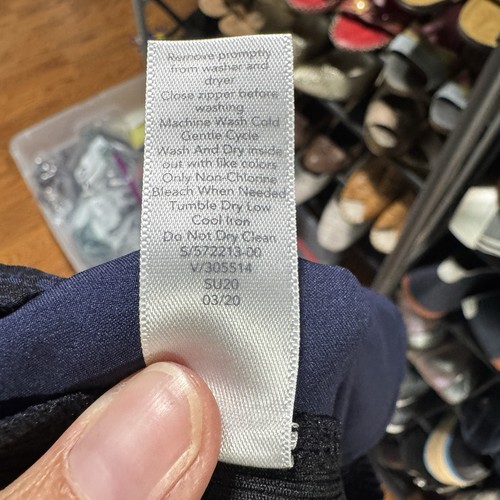 Remove promptly
from washer and
dryer
Close zipper before
washing
Machine Wash Cold
Gentle Cycle
Wash And Dry inside
out with like colors
Only Non-Chlorine
Bleach When Needed
Tumble Dry Low
Cool Iron
Do Not Dry Clean
S/572213-00
V/305514
SU20
03/20